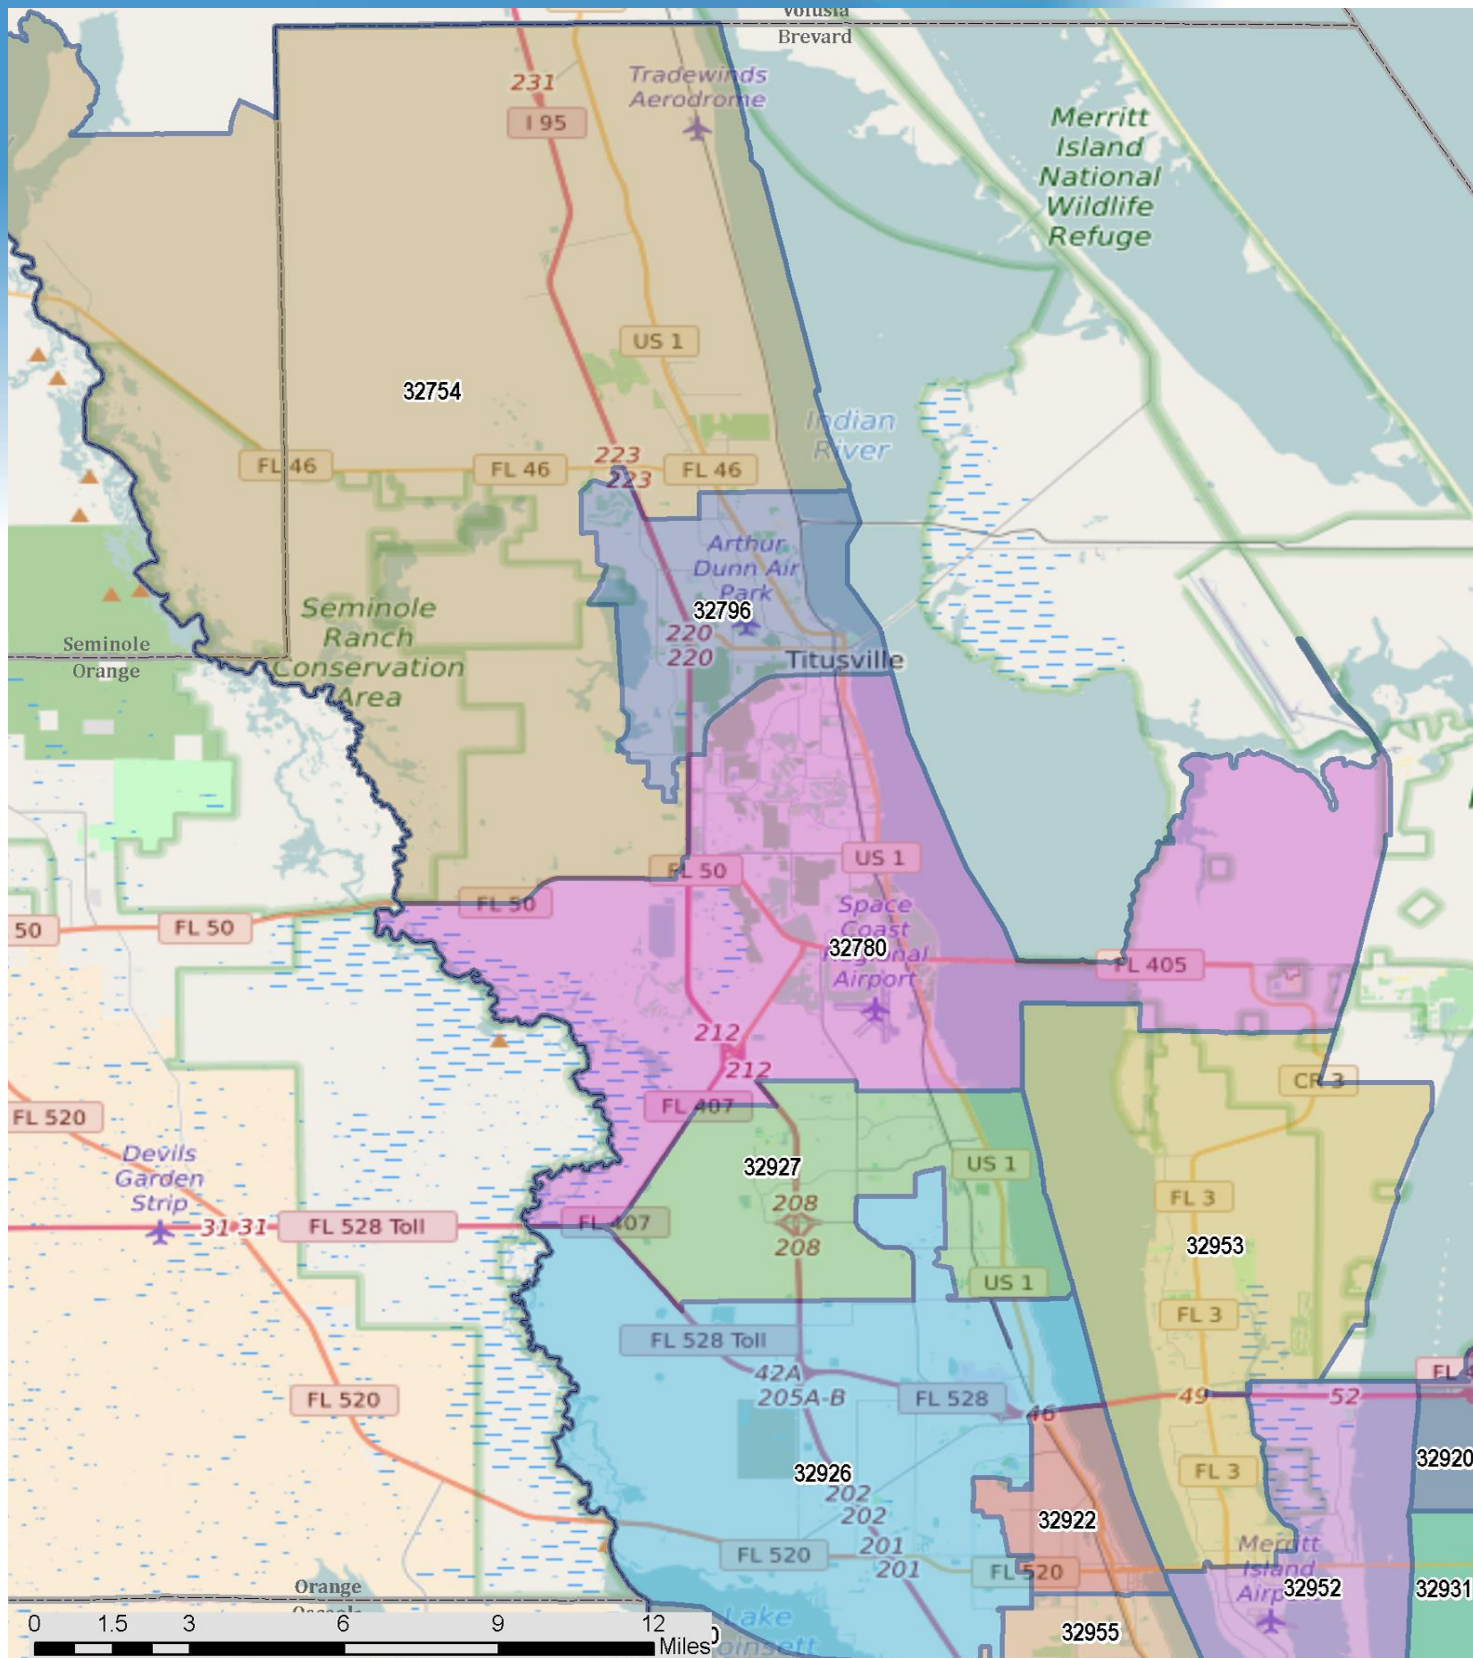 Volusia
Brevard
231
I 95
Tradewinds
Aerodrome
Merritt
Island
National
Wildlife
Refuge
US 1
32754
Indian
River
FL 46
FL 46
223
FL 46
223
Arthur
Dunn Air
Park
32796
Seminole
Ranch
Conservation
Area
220
220
Titusville
Seminole
Orange
FL 50
US 1
50
FL 50
FL 50
Space
Coast
Regional
Airport
32780
FL 405
212
212
CR 3
FL 520
FL 407
Devils
Garden
Strip
32927
US 1
208
FL 3
31
31
FL 528 Toll
FL 407
208
32953
US 1
FL 3
FL 528 Toll
42A
205A-B
FL 528
46
49
52
FL 520
32926
202
202
FL 3
32920
32922
201
201
FL 520
FL 520
Merritt
Island
32952
32931
Orange
Lake
32955
0
1.5
3
6
9
12
Miles